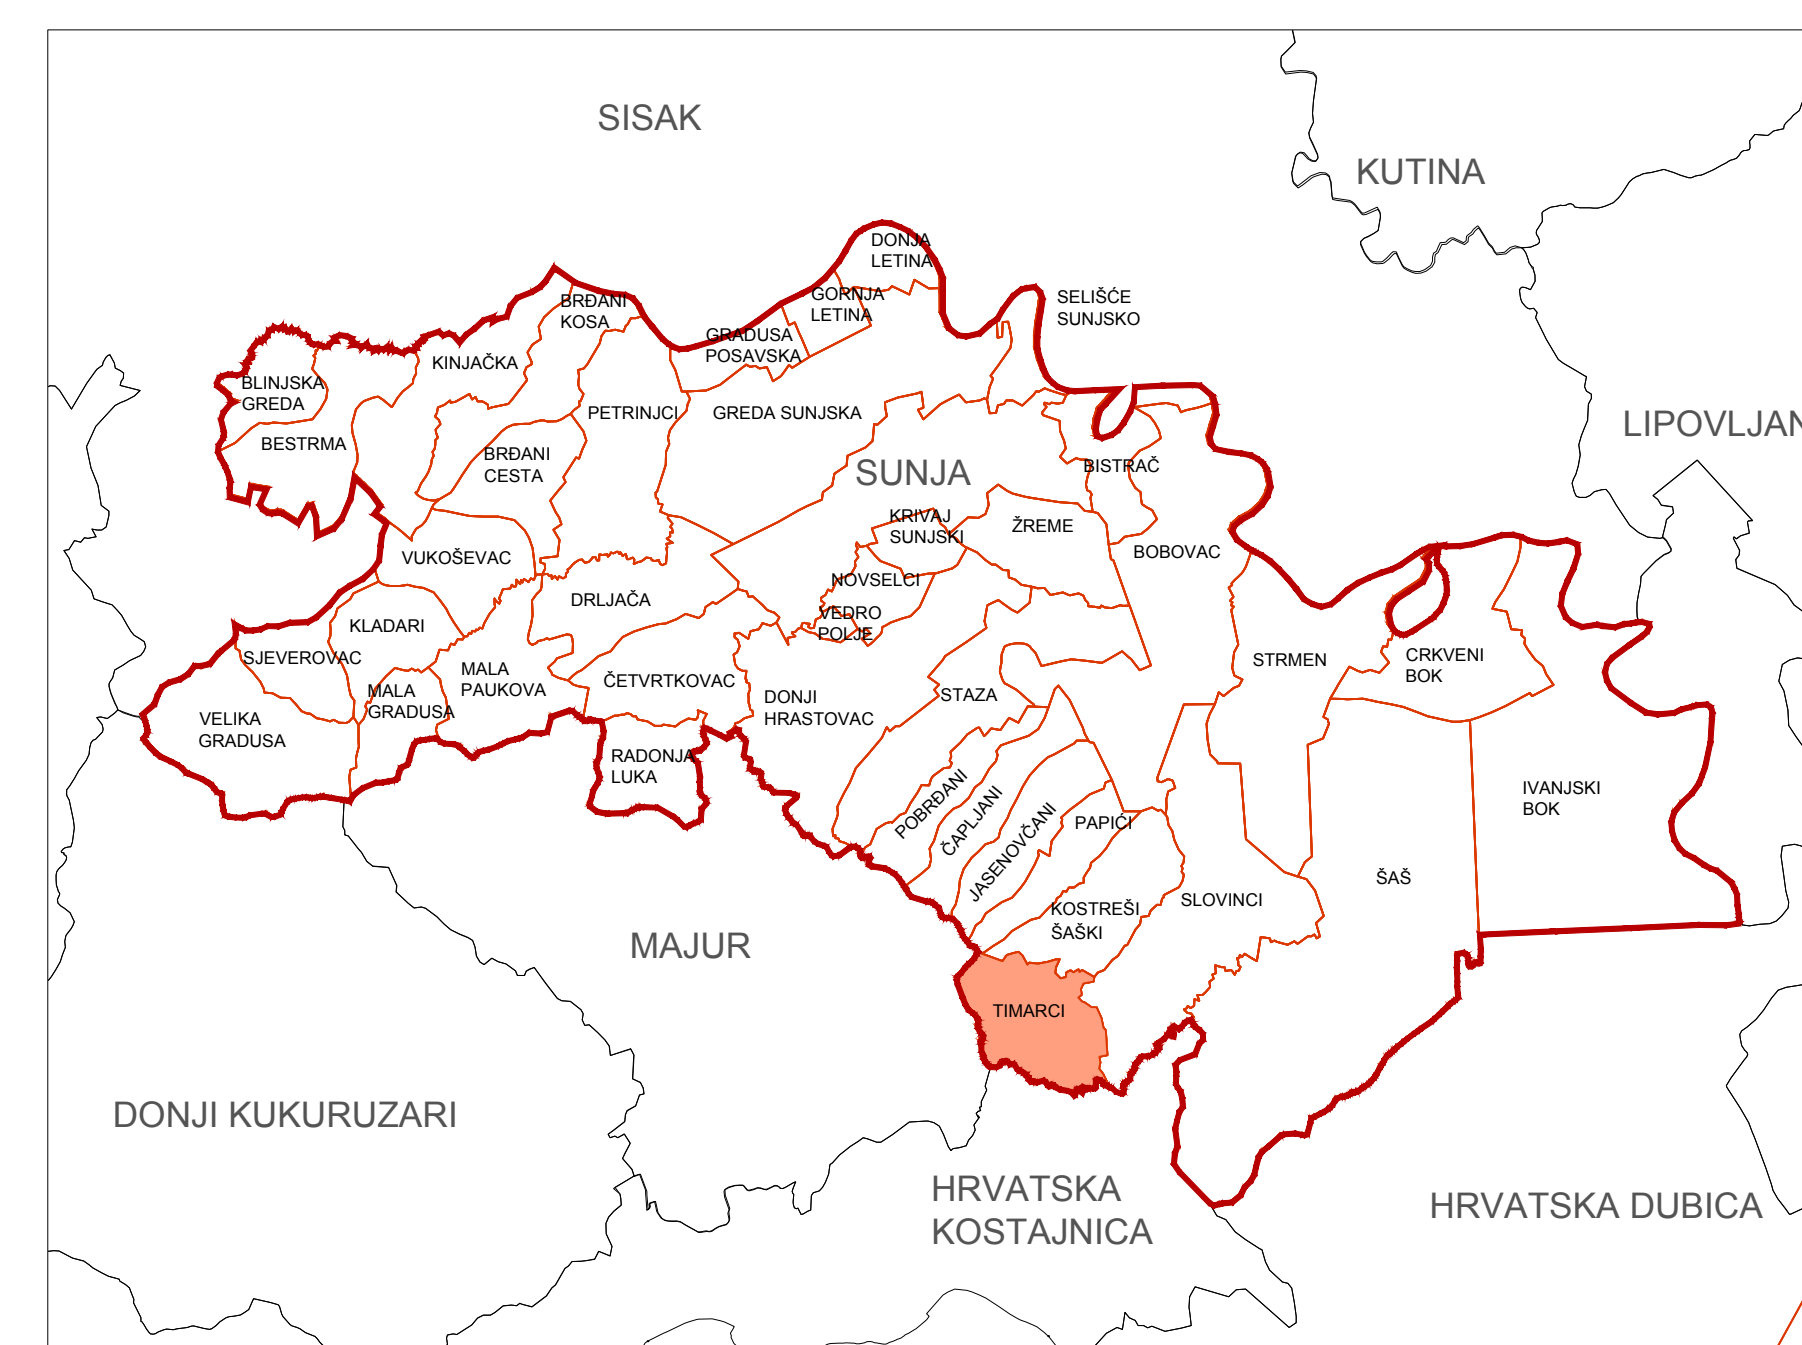 SISAK
KUTINA
DONJA
LETINA
SELIŠĆE
SUNJSKO
GORNJA
LETINA
BRĐANI
KOSA
GRADUSA
POSAVSKA
KINJAČKA
BLINJSKA
GREDA
PETRINJCI
GREDA SUNJSKA
LIPOVLJAN
BESTRMA
BRĐANI
CESTA
SUNJA
BISTRAČ
KRIVAJ
SUNJSKI
ŽREME
VUKOŠEVAC
BOBOVAC
NOVSELCI
DRLJAČA
VEDRO
POLJE
KLADARI
SJEVEROVAC
STRMEN
CRKVENI
BOK
MALA
PAUKOVA
ČETVRTKOVAC
MALA
GRADUSA
DONJI
HRASTOVAC
STAZA
VELIKA
GRADUSA
RADONJA
LUKA
IVANJSKI
BOK
POBRĐANI
ČAPLJANI
JASENOVČANI
PAPIĆI
ŠAŠ
SLOVINCI
KOSTREŠI
ŠAŠKI
MAJUR
TIMARCI
DONJI KUKURUZARI
HRVATSKA
KOSTAJNICA
HRVATSKA DUBICA